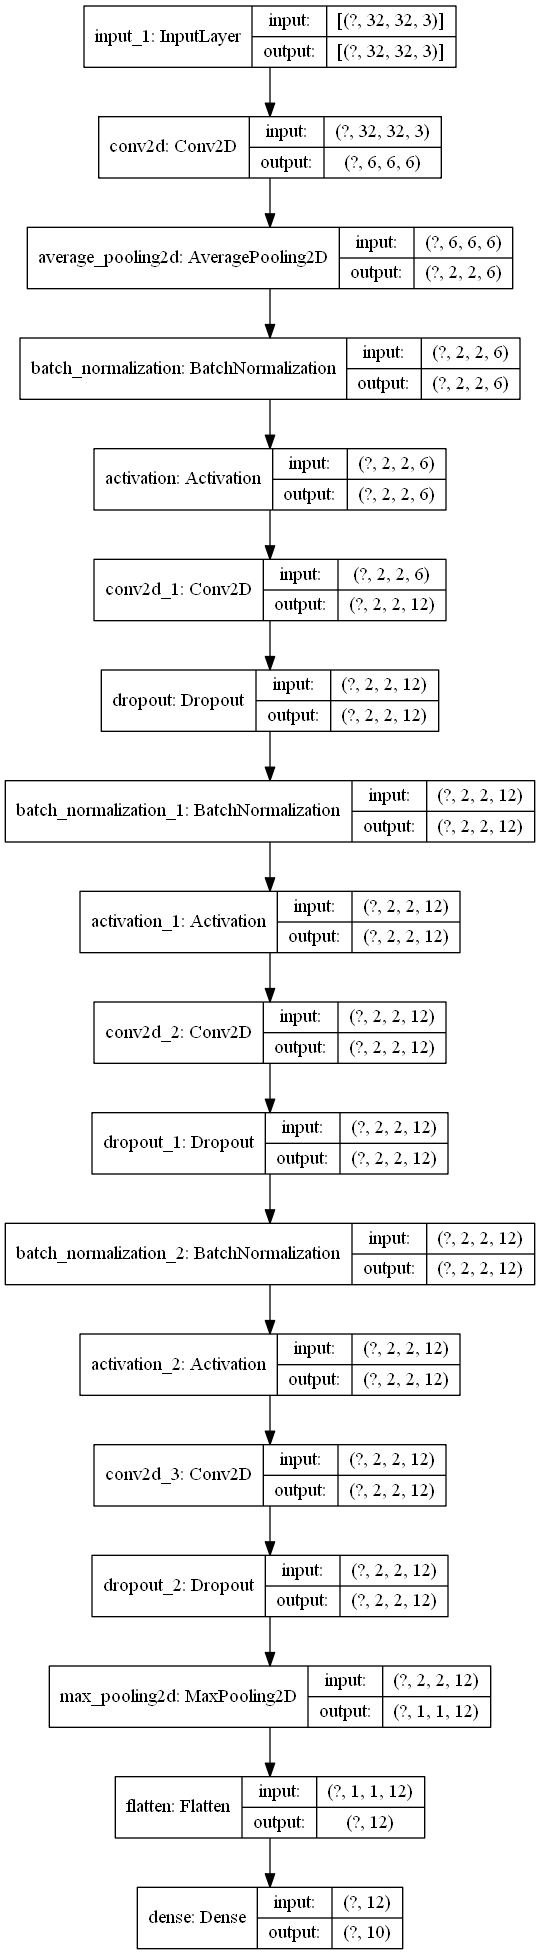 input_1: InputLayer
input: [(?, 32, 32, 3)]
output: [(?, 32, 32, 3)]
conv2d: Conv2D
input: (?, 32, 32, 3)
output: (?, 6, 6, 6)
average_pooling2d: AveragePooling2D
input: (?, 6, 6, 6)
output: (?, 2, 2, 6)
batch_normalization: BatchNormalization
input: (?, 2, 2, 6)
output: (?, 2, 2, 6)
activation: Activation
input: (?, 2, 2, 6)
output: (?, 2, 2, 6)
conv2d_1: Conv2D
input: (?, 2, 2, 6)
output: (?, 2, 2, 12)
dropout: Dropout
input: (?, 2, 2, 12)
output: (?, 2, 2, 12)
batch_normalization_1: BatchNormalization
input: (?, 2, 2, 12)
output: (?, 2, 2, 12)
activation_1: Activation
input: (?, 2, 2, 12)
output: (?, 2, 2, 12)
conv2d_2: Conv2D
input: (?, 2, 2, 12)
output: (?, 2, 2, 12)
dropout_1: Dropout
input: (?, 2, 2, 12)
output: (?, 2, 2, 12)
batch_normalization_2: BatchNormalization
input: (?, 2, 2, 12)
output: (?, 2, 2, 12)
activation_2: Activation
input: (?, 2, 2, 12)
output: (?, 2, 2, 12)
conv2d_3: Conv2D
input: (?, 2, 2, 12)
output: (?, 2, 2, 12)
dropout_2: Dropout
input: (?, 2, 2, 12)
output: (?, 2, 2, 12)
max_pooling2d: MaxPooling2D
input: (?, 2, 2, 12)
output: (?, 1, 1, 12)
flatten: Flatten
input: (?, 1, 1, 12)
output: (?, 12)
dense: Dense
input: (?, 12)
output: (?, 10)